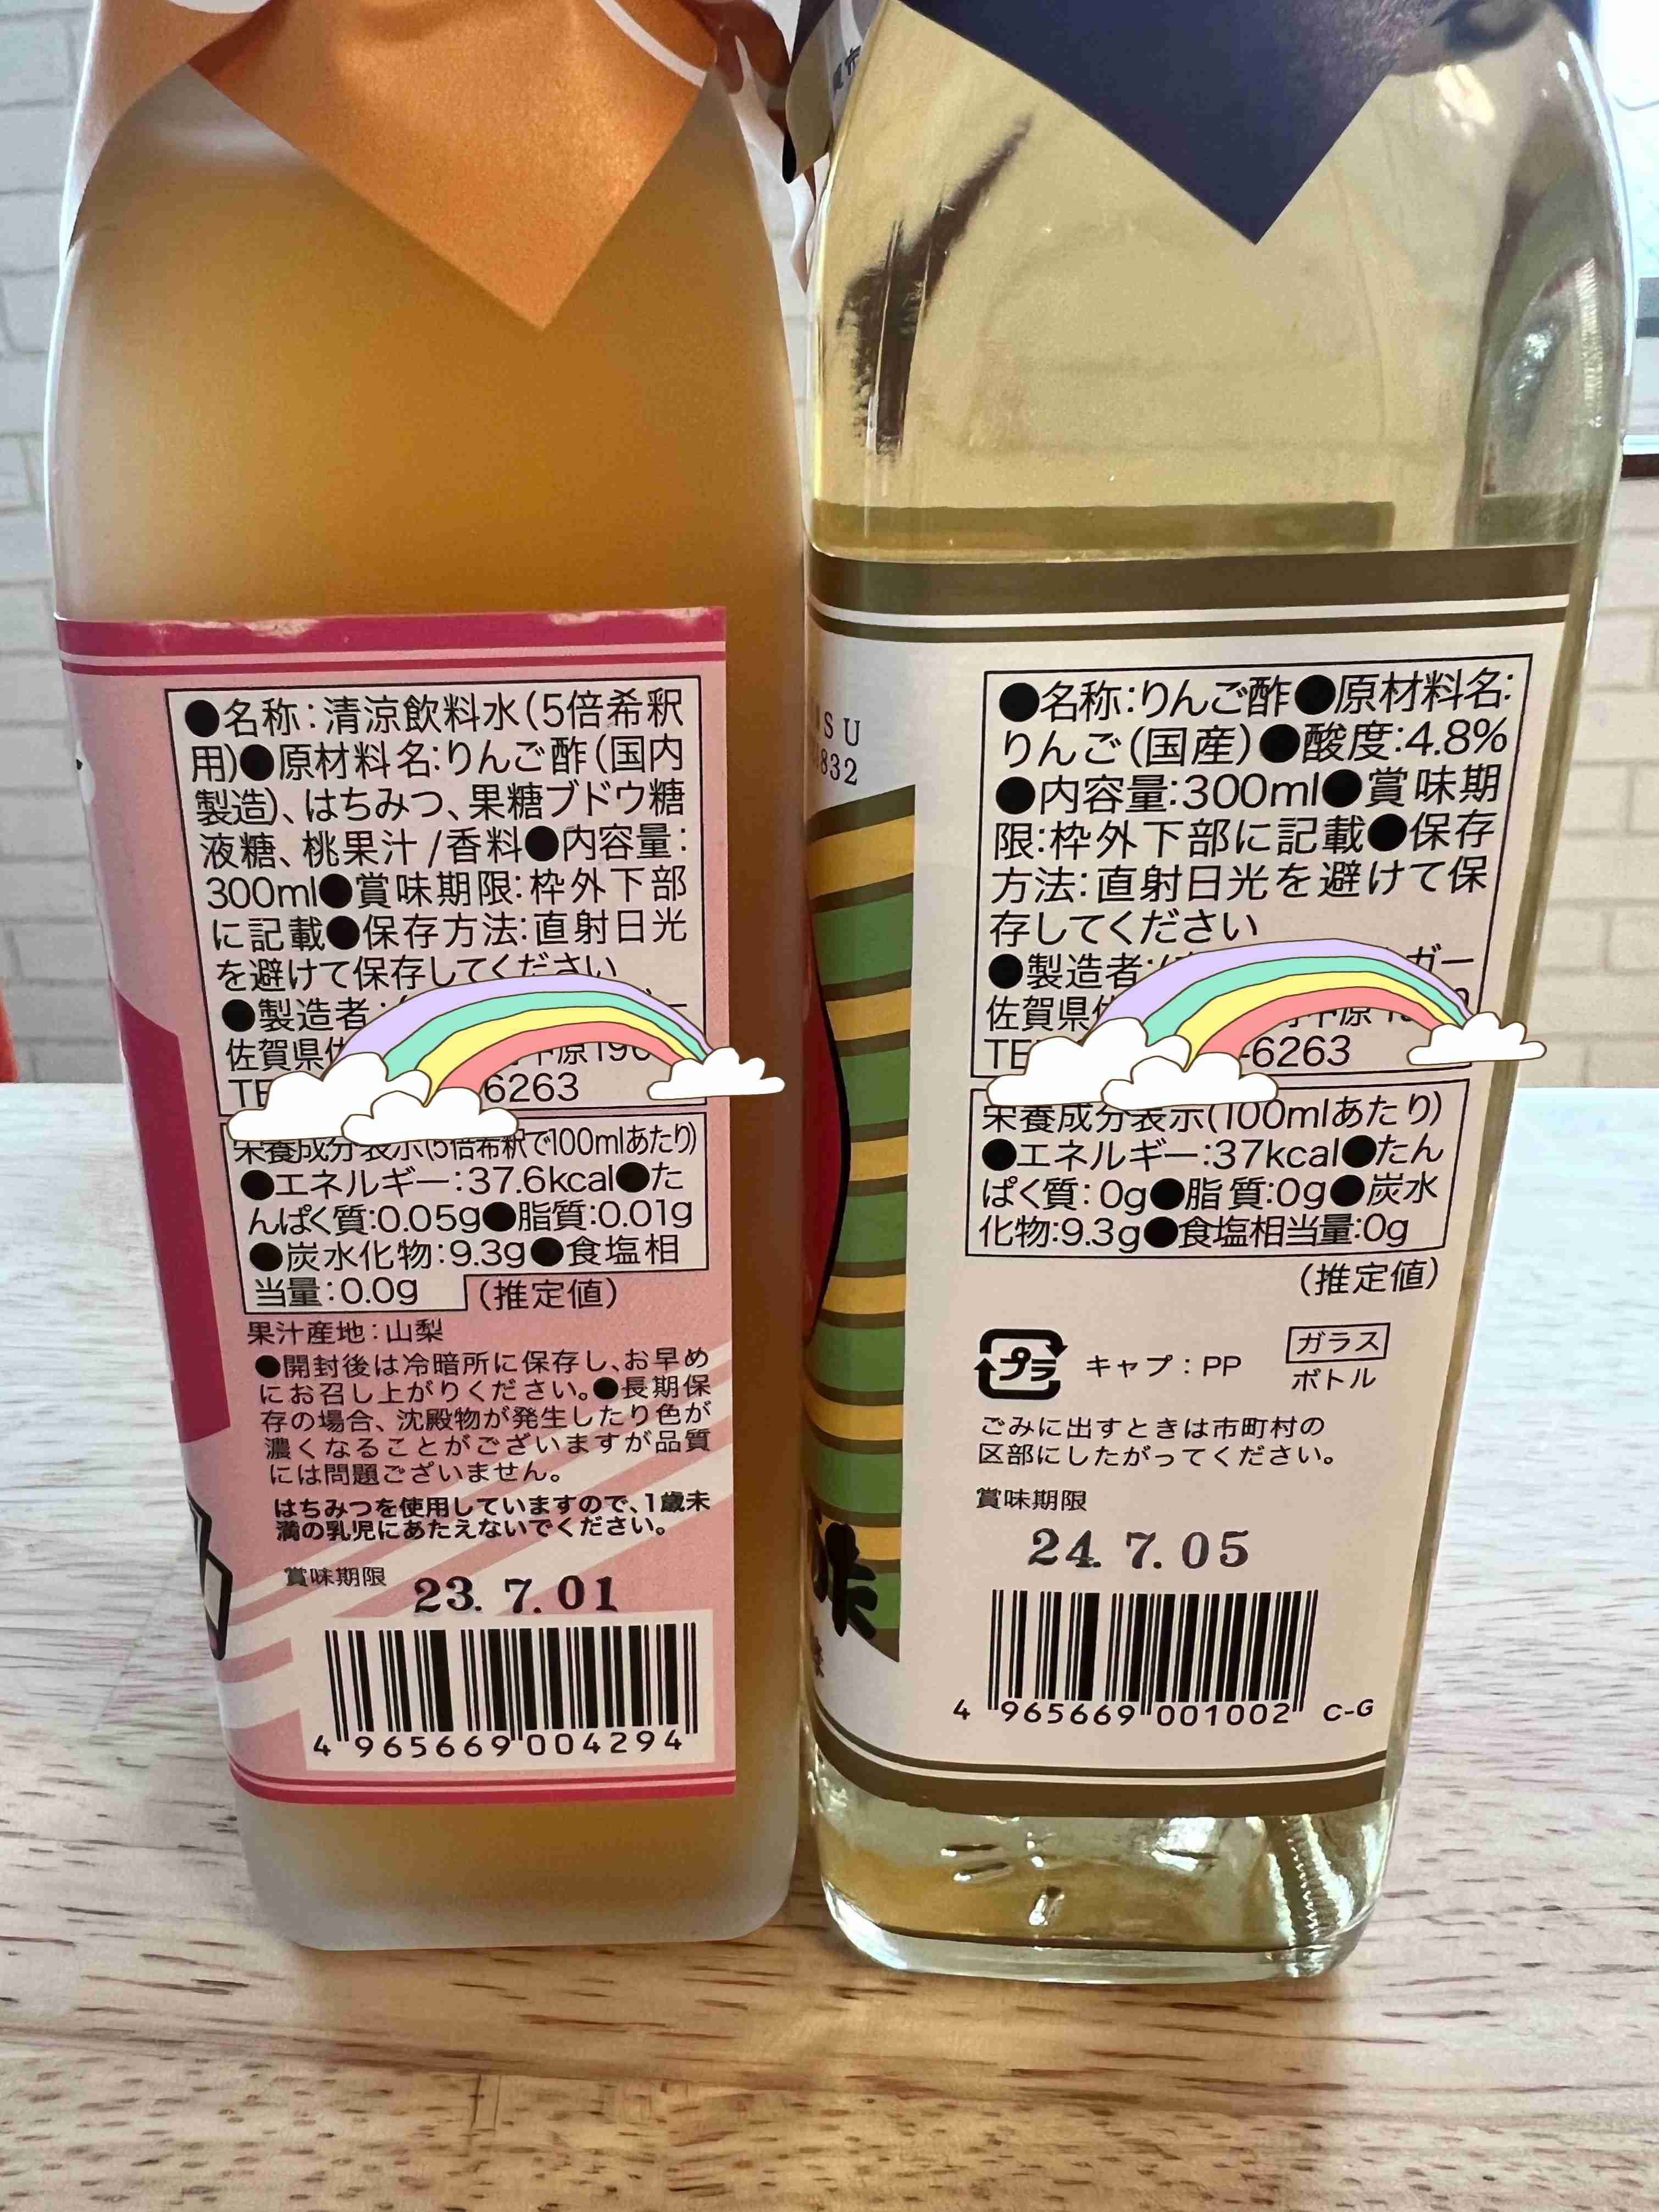 ●名称:清涼飲料水(5倍希釈
用)●原材料名:りんご酢(国内
製造)、はちみつ、果糖ブドウ糖
液糖、桃果汁/香料●内容量:
300ml●賞味期限:枠外下部
に記載●保存方法:直射日光
を避けて保存してください
●製造者:
佐賀県
6263
栄養成分表示(5倍希釈で100mlあたり)
●エネルギー:37.6kcal●た
んぱく質:0.05g●脂質:0.01g
●炭水化物:9.3g●食塩相
当量:0.0g (推定値)
果汁産地:山梨
●開封後は冷暗所に保存し、お早め
にお召し上がりください。●長期保
存の場合、沈殿物が発生したり色が
濃くなることがございますが品質
には問題ございません。
はちみつを使用していますので、1歳未
満の乳児にあたえないでください。
賞味期限 23. 7. 01
4 965669 004294
SU
832
酢
●名称:りんご酢●原材料名:
りんご(国産)●酸度:4.8%
●内容量:300ml●賞味期
限:枠外下部に記載●保存
方法:直射日光を避けて保
存してください
●製造者: ガー
佐賀県
-6263
栄養成分表示(100mlあたり)
●エネルギー:37kcal●たん
ぱく質:0g●脂質:0g●炭水
化物:9.3g●食塩相当量:0g
(推定値)
プラ キャプ:PP ガラス
ボトル
ごみに出すときは市町村の
区部にしたがってください。
賞味期限
24. 7. 05
4 965669 001002 C-G